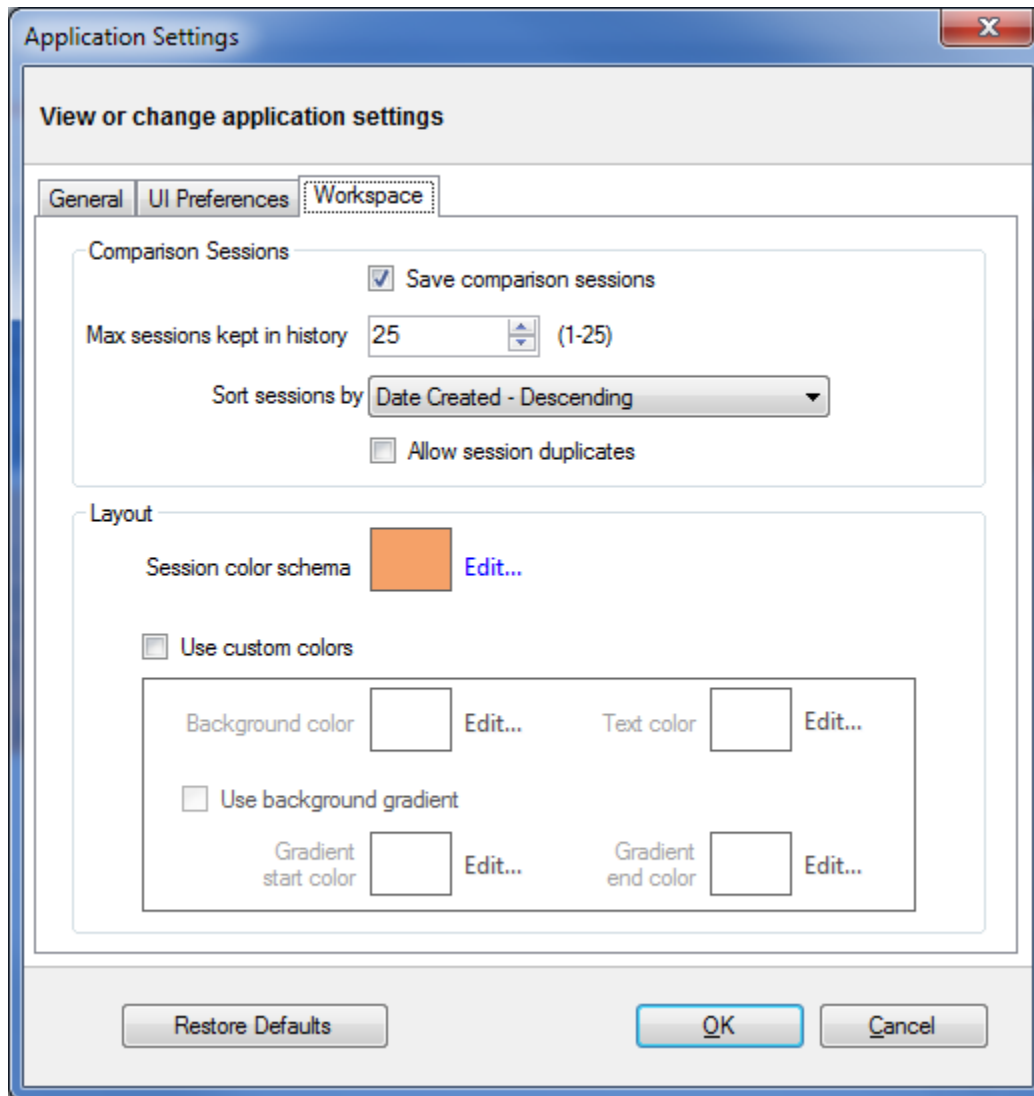 Application Settings
View or change application settings
General UI Preferences Workspace
Comparison Sessions
Save comparison sessions
Max sessions kept in history 25 (1-25)
Sort sessions by Date Created - Descending
Allow session duplicates
Layout
Session color schema Edit...
Use custom colors
Background color Edit... Text color Edit...
Use background gradient
Gradient
start color Edit... Gradient
end color Edit...
Restore Defaults OK Cancel